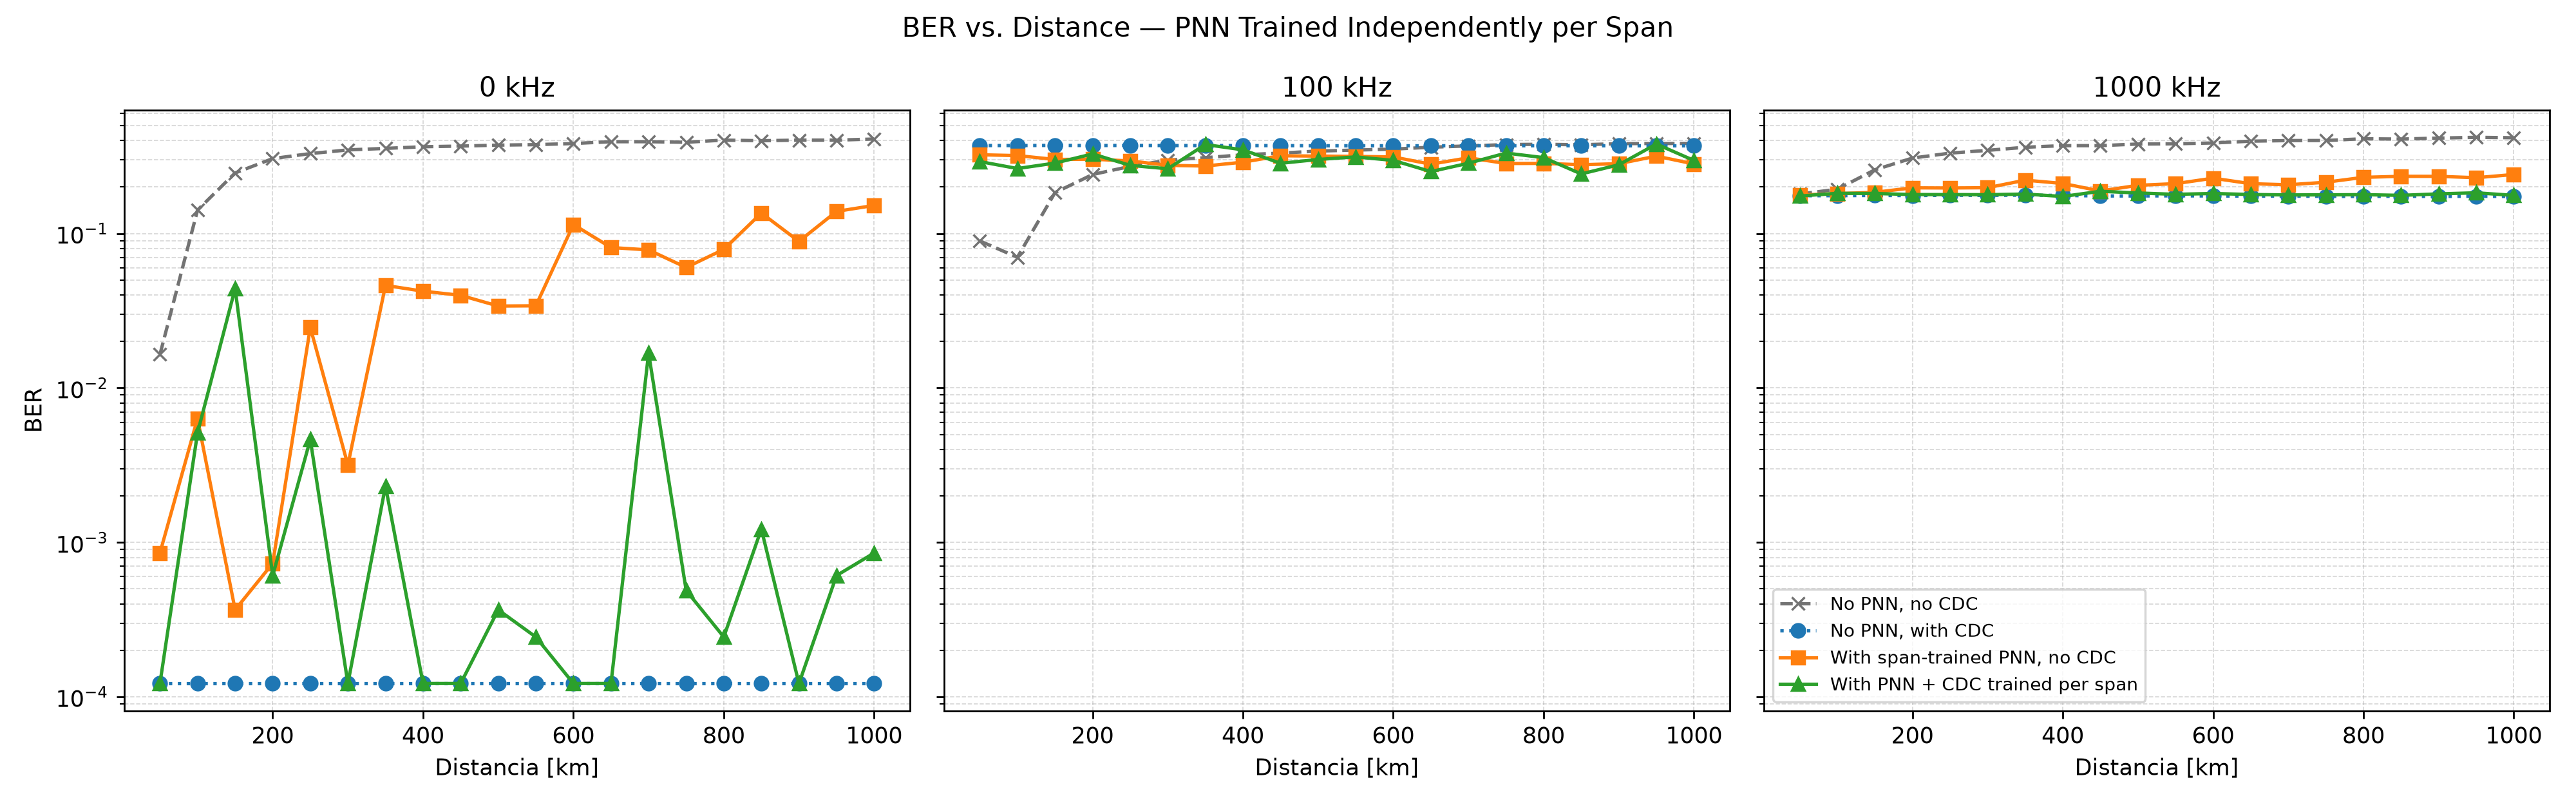 BER vs. Distance — PNN Trained Independently per Span
0 kHz
100 kHz
1000 kHz
BER
10⁻¹
10⁻²
10⁻³
10⁻⁴
200 400 600 800 1000
200 400 600 800 1000
200 400 600 800 1000
Distancia [km]
Distancia [km]
Distancia [km]
No PNN, no CDC
No PNN, with CDC
With span-trained PNN, no CDC
With PNN + CDC trained per span